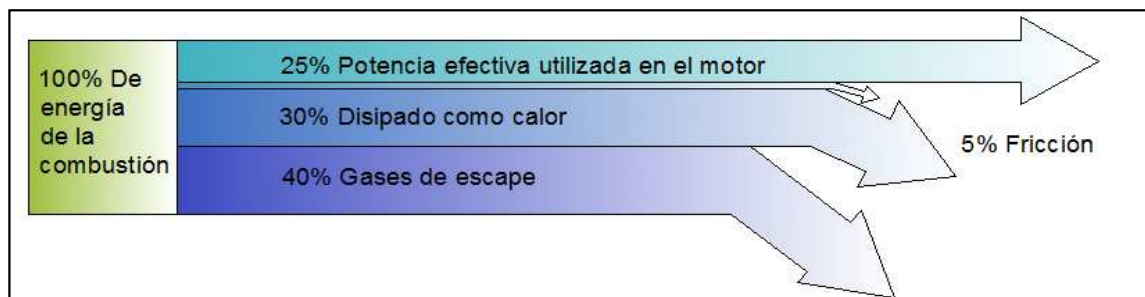 100% De
energía
de la
combustión
25% Potencia efectiva utilizada en el motor
30% Disipado como calor
5% Fricción
40% Gases de escape